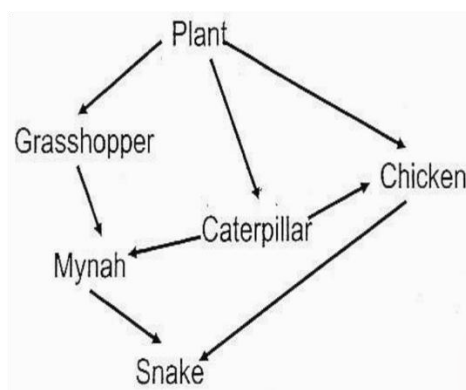 Plant
Grasshopper
Chicken
Caterpillar
Mynah
Snake